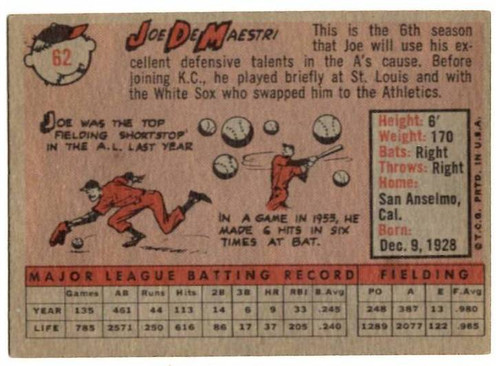 62
JOE DE MAESTRI
This is the 6th season
that Joe will use his ex-
cellent defensive talents in the A's cause. Before
joining K.C., he played briefly at St. Louis and with
the White Sox who swapped him to the Athletics.
JOE WAS THE TOP
FIELDING SHORTSTOP
IN THE A.L. LAST YEAR
IN A GAME IN 1955, HE
MADE 6 HITS IN SIX
TIMES AT BAT.
Height: 6'
Weight: 170
Bats: Right
Throws: Right
Home:
San Anselmo,
Cal.
Born:
Dec. 9, 1928
© T.C.G. PRTD. IN U.S.A.
MAJOR LEAGUE BATTING RECORD FIELDING
Games AB Runs Hits 2B 3B HR RBI B.Avg PO A E F.Avg
YEAR 135 461 44 113 14 6 9 33 .245 213 387 13 .980
LIFE 785 2571 250 616 86 17 37 205 .240 1289 2077 122 .965